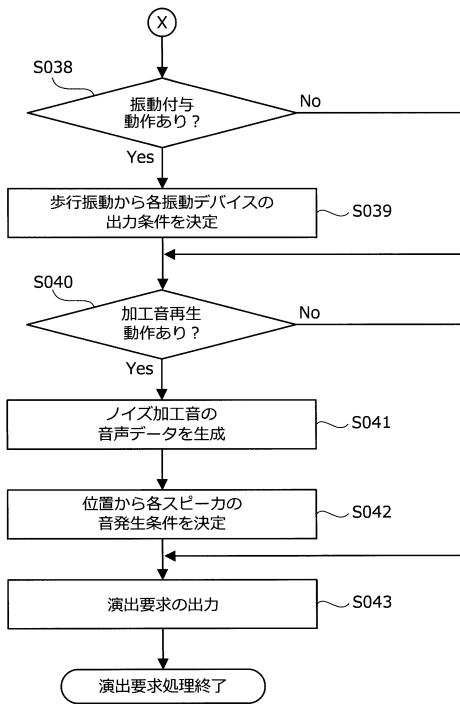 X
S038
振動付与
動作あり？
No
Yes
歩行振動から各振動デバイスの
出力条件を決定
S039
S040
加工音再生
動作あり？
No
Yes
ノイズ加工音の
音声データを生成
S041
位置から各スピーカの
音発生条件を決定
S042
演出要求の出力
S043
演出要求処理終了